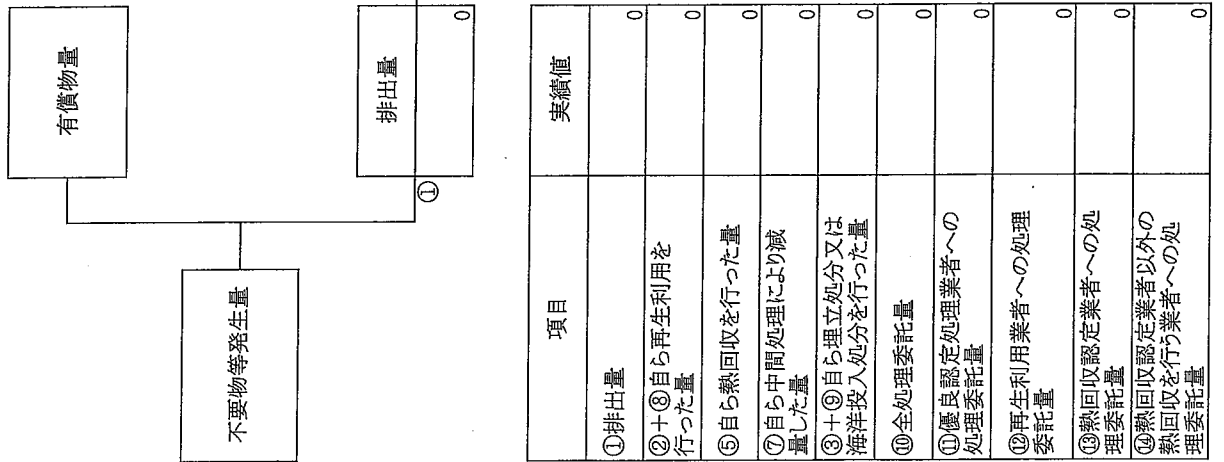 不要物等発生量
有償物量
排出量
0
①
項目
実績値
①排出量
0
②+⑧自ら再生利用を
行った量
0
⑤自ら熱回収を行った量
0
⑦自ら中間処理により減
量した量
0
③+⑨自ら埋立処分又は
海洋投入処分を行った量
0
⑩全処理委託量
0
⑪優良認定処理業者への
処理委託量
0
⑫再生利用業者への処理
委託量
0
⑬熱回収認定業者への処
理委託量
0
⑭熱回収認定業者以外の
熱回収を行う業者への処
理委託量
0